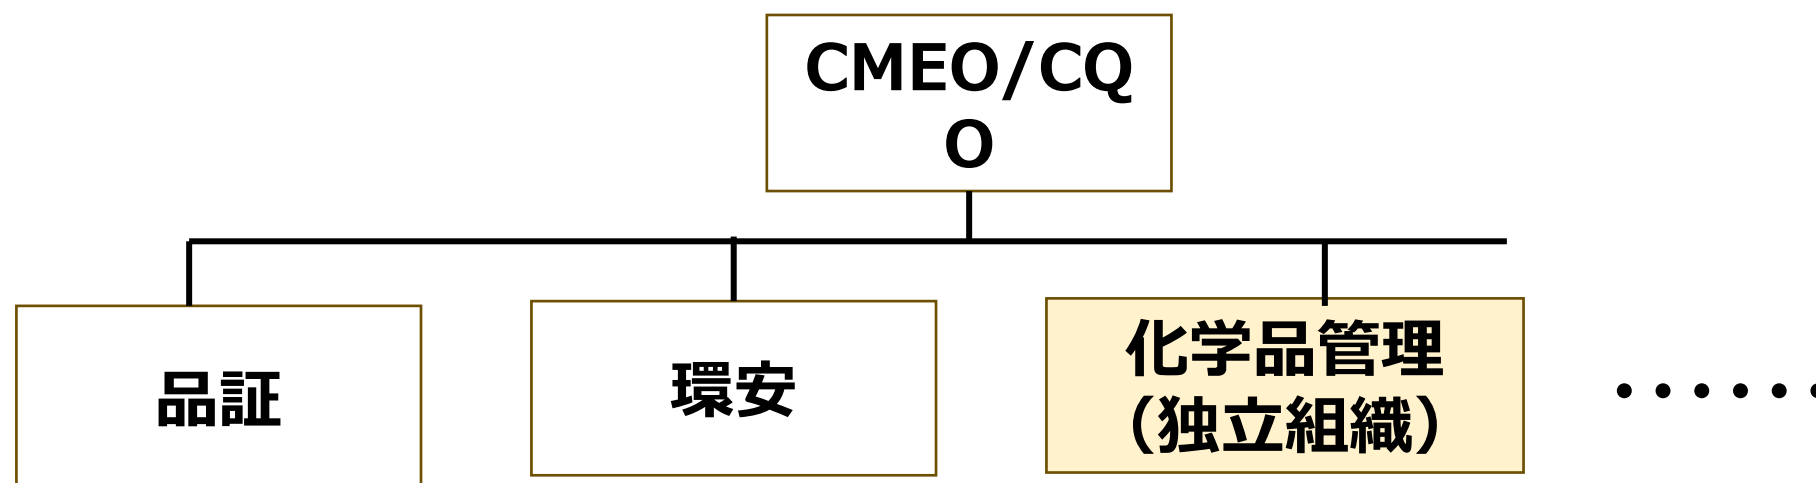 CMEO/CQ
O
品証
環安
化学品管理
（独立組織）
・・・・・